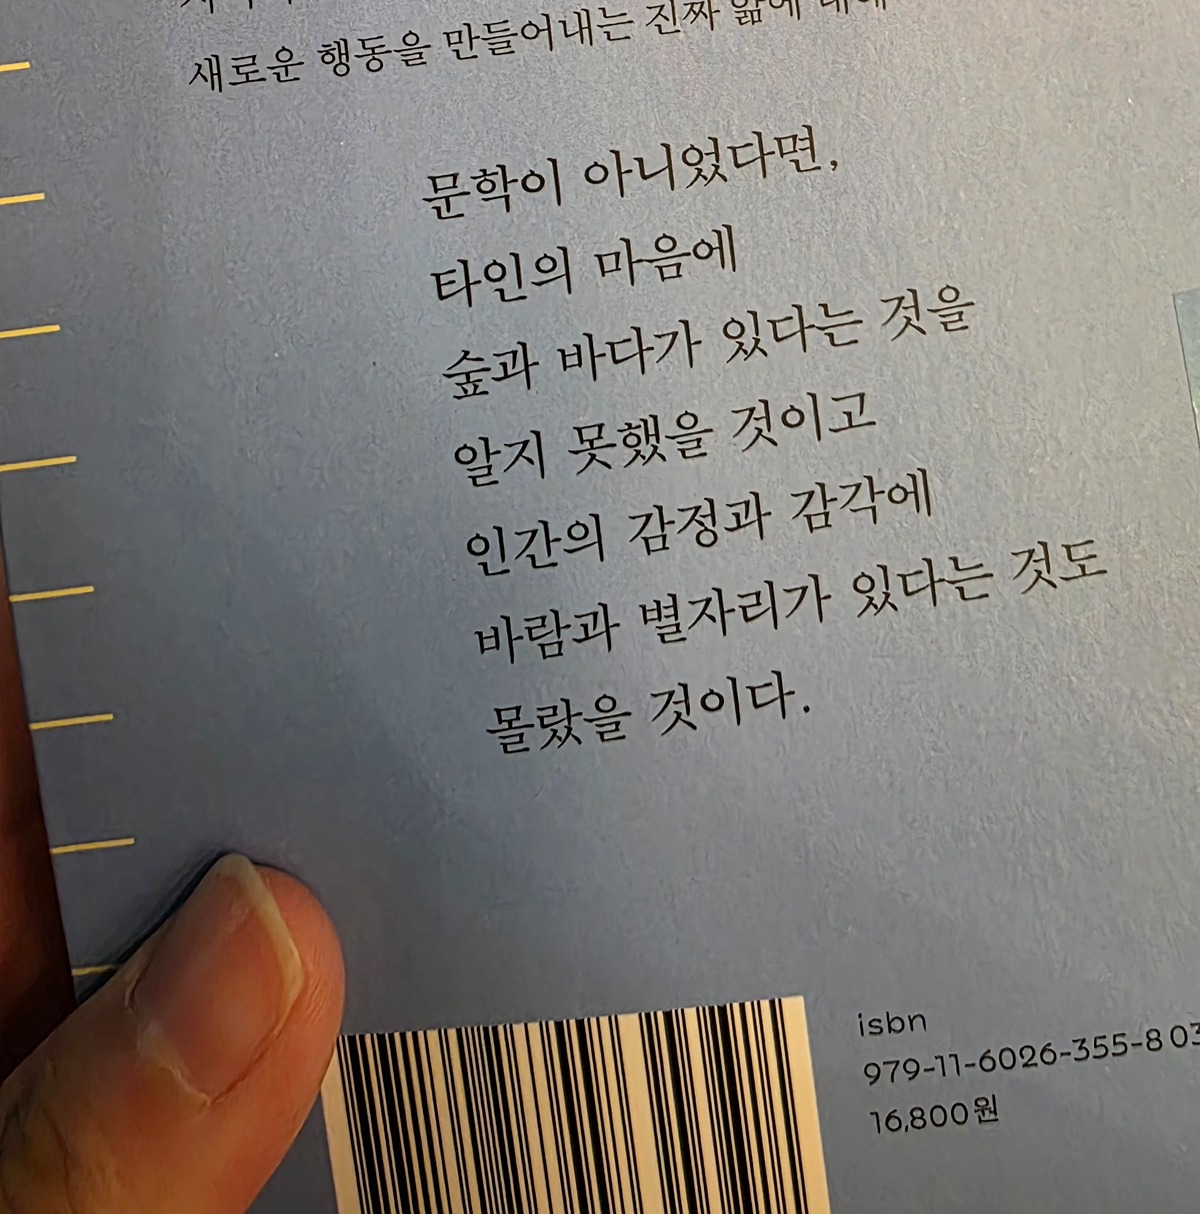 새로운 행동을 만들어내는 진짜 앎에
문학이 아니었다면,
타인의 마음에
숲과 바다가 있다는 것을
알지 못했을 것이고
인간의 감정과 감각에
바람과 별자리가 있다는 것도
몰랐을 것이다.
isbn
979-11-6026-355-8 03
16,800원